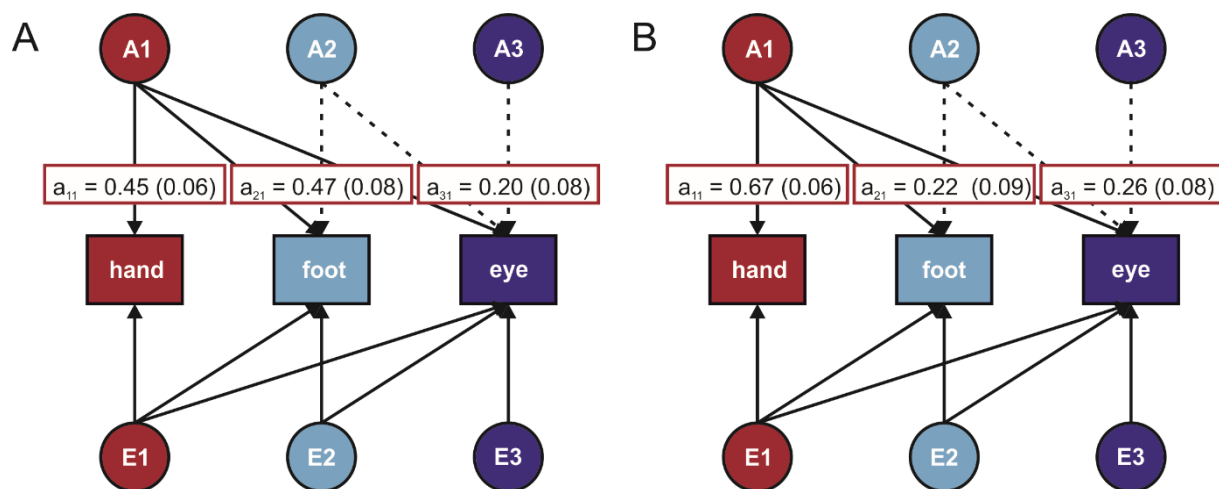 A
A1 A2 A3
a₁₁ = 0.45 (0.06) a₂₁ = 0.47 (0.08) a₃₁ = 0.20 (0.08)
hand foot eye
E1 E2 E3
B
A1 A2 A3
a₁₁ = 0.67 (0.06) a₂₁ = 0.22 (0.09) a₃₁ = 0.26 (0.08)
hand foot eye
E1 E2 E3